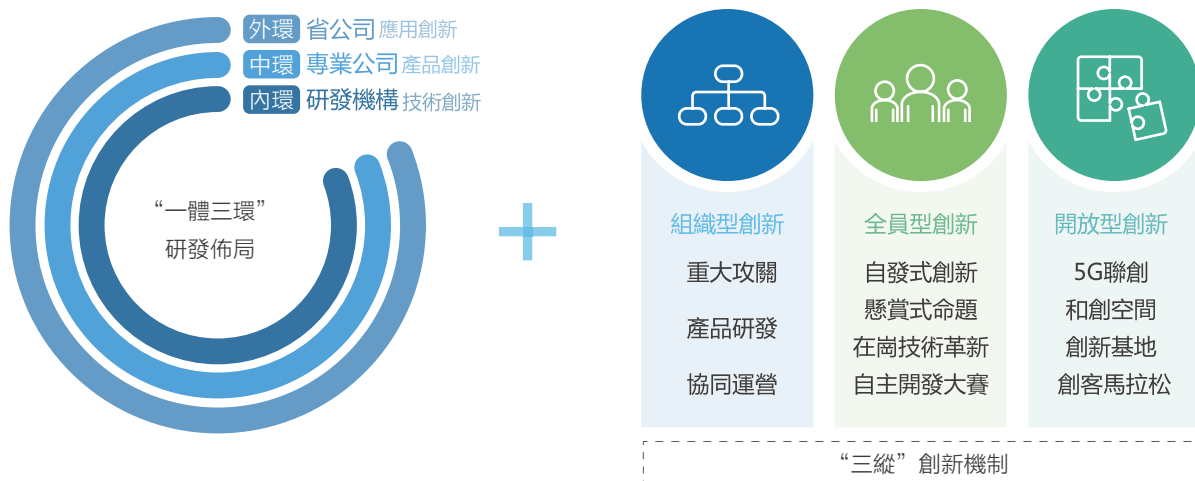 外環 省公司 應用創新
中環 專業公司 產品創新
內環 研發機構 技術創新
“一體三環”
研發佈局
組織型創新
重大攻關
產品研發
協同運營
全員型創新
自發式創新
懸賞式命題
在崗技術革新
自主開發大賽
開放型創新
5G聯創
和創空間
創新基地
創客馬拉松
“三縱”創新機制